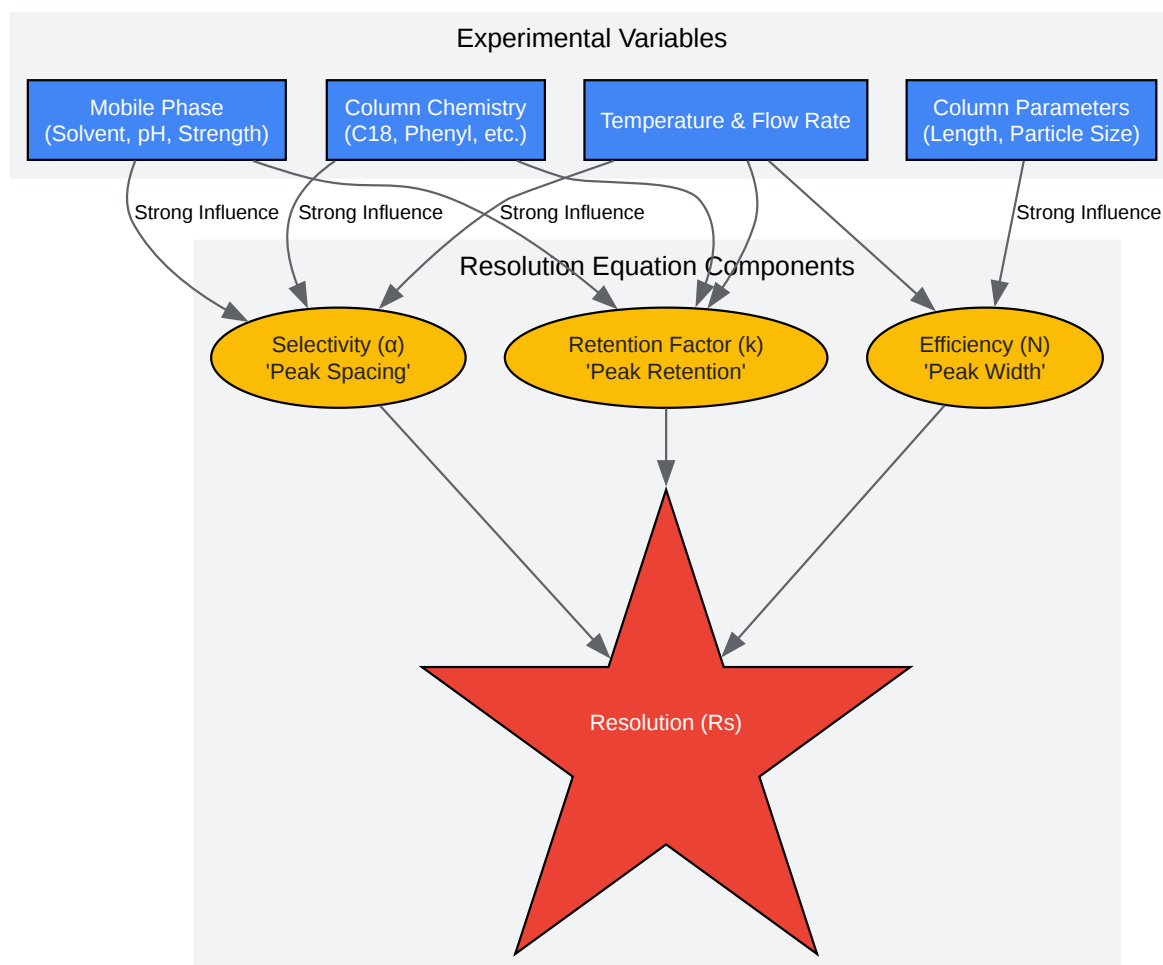 Experimental Variables
Mobile Phase
(Solvent, pH, Strength)
Column Chemistry
(C18, Phenyl, etc.)
Temperature & Flow Rate
Column Parameters
(Length, Particle Size)
Strong Influence
Strong Influence
Strong Influence
Strong Influence
Resolution Equation Components
Selectivity (α)
'Peak Spacing'
Retention Factor (k)
'Peak Retention'
Efficiency (N)
'Peak Width'
Resolution (Rs)